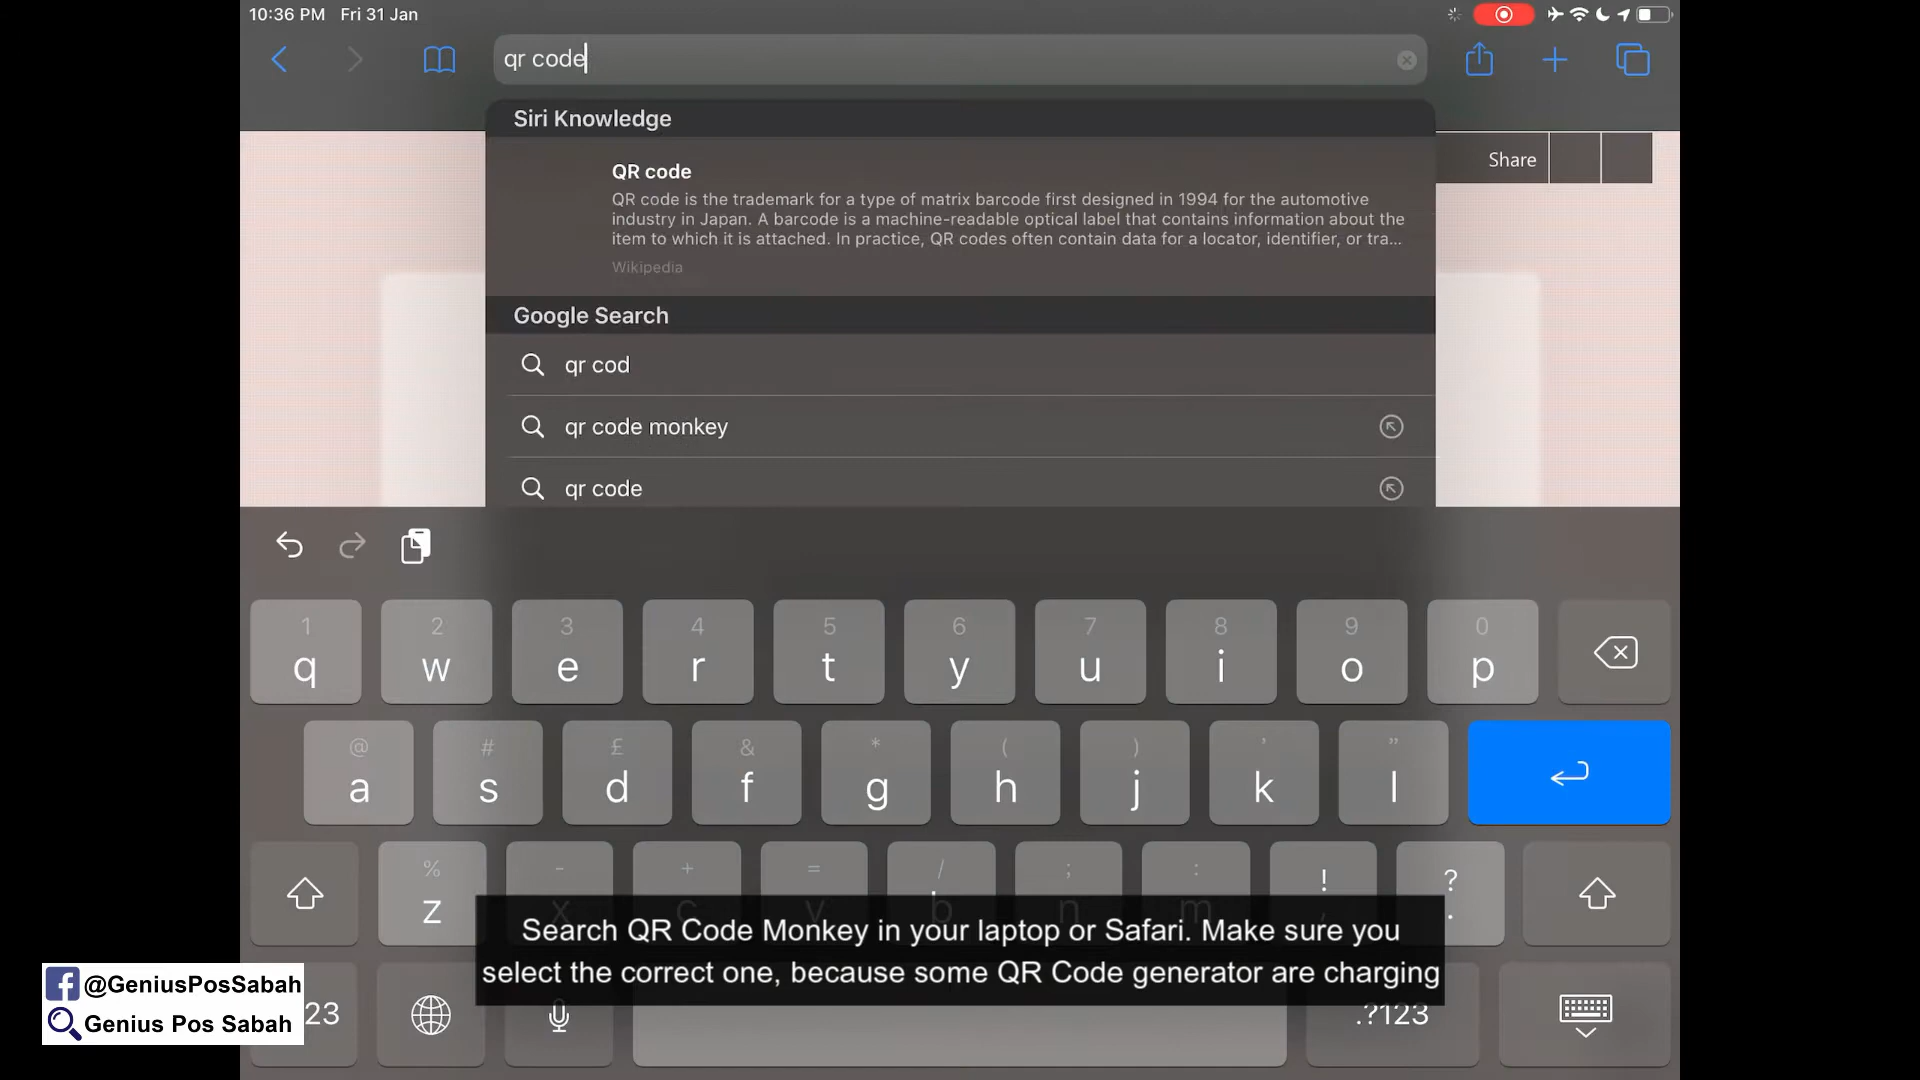 10:36 PM Fri 31 Jan
qr code
Siri Knowledge
Share
QR code
QR code is the trademark for a type of matrix barcode first designed in 1994 for the automotive
industry in Japan. A barcode is a machine-readable optical label that contains information about the
item to which it is attached. In practice, QR codes often contain data for a locator, identifier, or tra...
Wikipedia
Google Search
qr cod
qr code monkey
qr code
1 2 3 4 5 6 7 8 9 0
q w e r t y u i o p
@ # £ & * ( ) ' "
a s d f g h j k l
% - + = / ; : ! ?
z x c v b n m , .
Search QR Code Monkey in your laptop or Safari. Make sure you
select the correct one, because some QR Code generator are charging
@GeniusPosSabah
Genius Pos Sabah
23 .?123